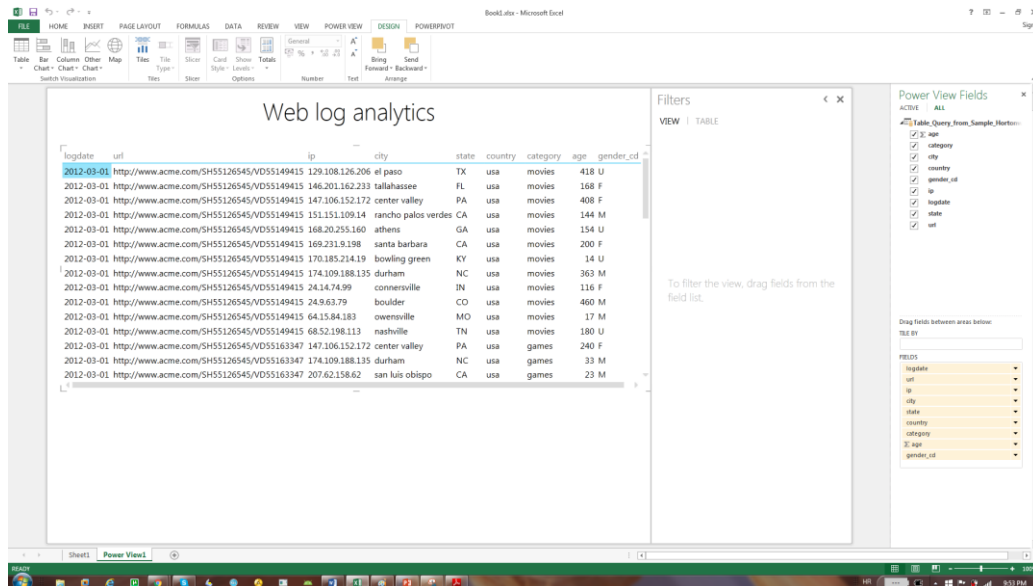 Book1.xlsx - Microsoft Excel
FILE HOME INSERT PAGE LAYOUT FORMULAS DATA REVIEW VIEW POWER VIEW DESIGN POWERPIVOT Sig
General
Table Bar Chart Column Chart Other Chart Map Tiles Tile Type Slicer Card Style Show Levels Totals Bring Forward Send Backward
Switch Visualization Tiles Slicer Options Number Text Arrange
Web log analytics
logdate url ip city state country category age gender_cd
2012-03-01 http://www.acme.com/SH55126545/VD55149415 129.108.126.206 el paso TX usa movies 418 U
2012-03-01 http://www.acme.com/SH55126545/VD55149415 146.201.162.233 tallahassee FL usa movies 168 F
2012-03-01 http://www.acme.com/SH55126545/VD55149415 147.106.152.172 center valley PA usa movies 408 F
2012-03-01 http://www.acme.com/SH55126545/VD55149415 151.151.109.14 rancho palos verdes CA usa movies 144 M
2012-03-01 http://www.acme.com/SH55126545/VD55149415 168.20.255.160 athens GA usa movies 154 U
2012-03-01 http://www.acme.com/SH55126545/VD55149415 169.231.9.198 santa barbara CA usa movies 200 F
2012-03-01 http://www.acme.com/SH55126545/VD55149415 170.185.214.19 bowling green KY usa movies 14 U
2012-03-01 http://www.acme.com/SH55126545/VD55149415 174.109.188.135 durham NC usa movies 363 M
2012-03-01 http://www.acme.com/SH55126545/VD55149415 24.14.74.99 connersville IN usa movies 116 F
2012-03-01 http://www.acme.com/SH55126545/VD55149415 24.9.63.79 boulder CO usa movies 460 M
2012-03-01 http://www.acme.com/SH55126545/VD55149415 64.15.84.183 owensville MO usa movies 17 M
2012-03-01 http://www.acme.com/SH55126545/VD55149415 68.52.198.113 nashville TN usa movies 180 U
2012-03-01 http://www.acme.com/SH55126545/VD55163347 147.106.152.172 center valley PA usa games 240 F
2012-03-01 http://www.acme.com/SH55126545/VD55163347 174.109.188.135 durham NC usa games 33 M
2012-03-01 http://www.acme.com/SH55126545/VD55163347 207.62.158.62 san luis obispo CA usa games 23 M
Filters
VIEW | TABLE
To filter the view, drag fields from the
field list.
Power View Fields
ACTIVE ALL
Table_Query_from_Sample_Horton
Σ age
category
city
country
gender_cd
ip
logdate
state
url
Drag fields between areas below:
TILE BY
FIELDS
logdate
url
ip
city
state
country
category
Σ age
gender_cd
Sheet1 Power View1
READY 100
HR 9:53 PM